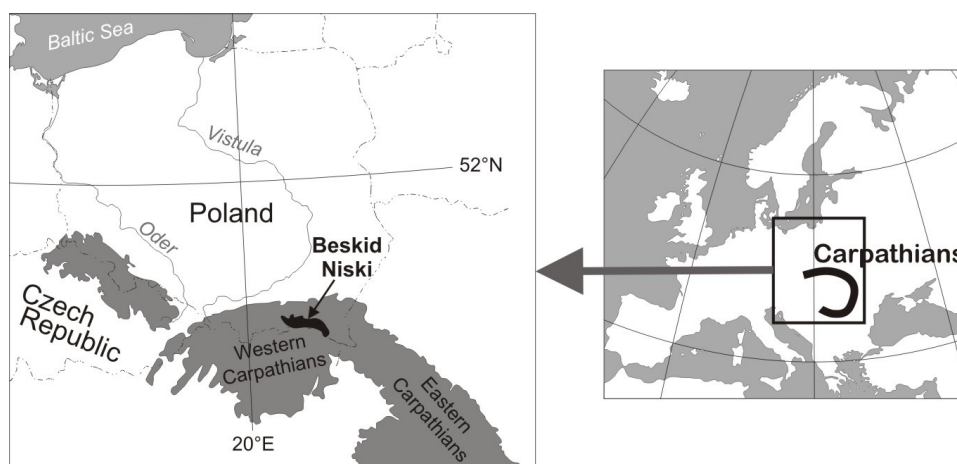 Baltic Sea
Vistula
52°N
Poland
Oder
Beskid
Niski
Czech
Republic
Western
Carpathians
Eastern
Carpathians
20°E
Carpathians